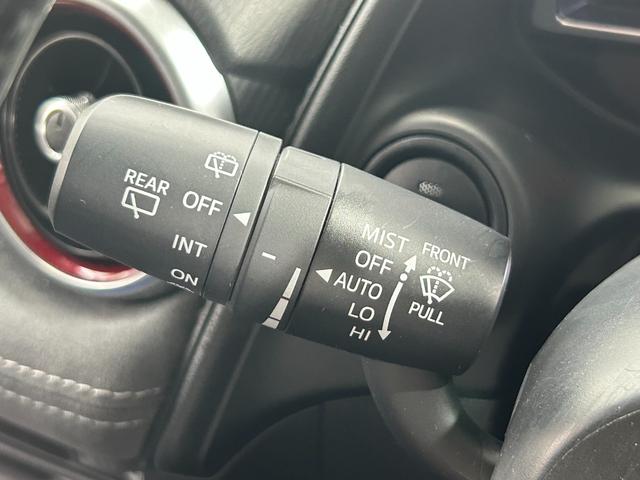 REAR
OFF
INT
ON
MIST
OFF
AUTO
LO
HI
FRONT
PULL